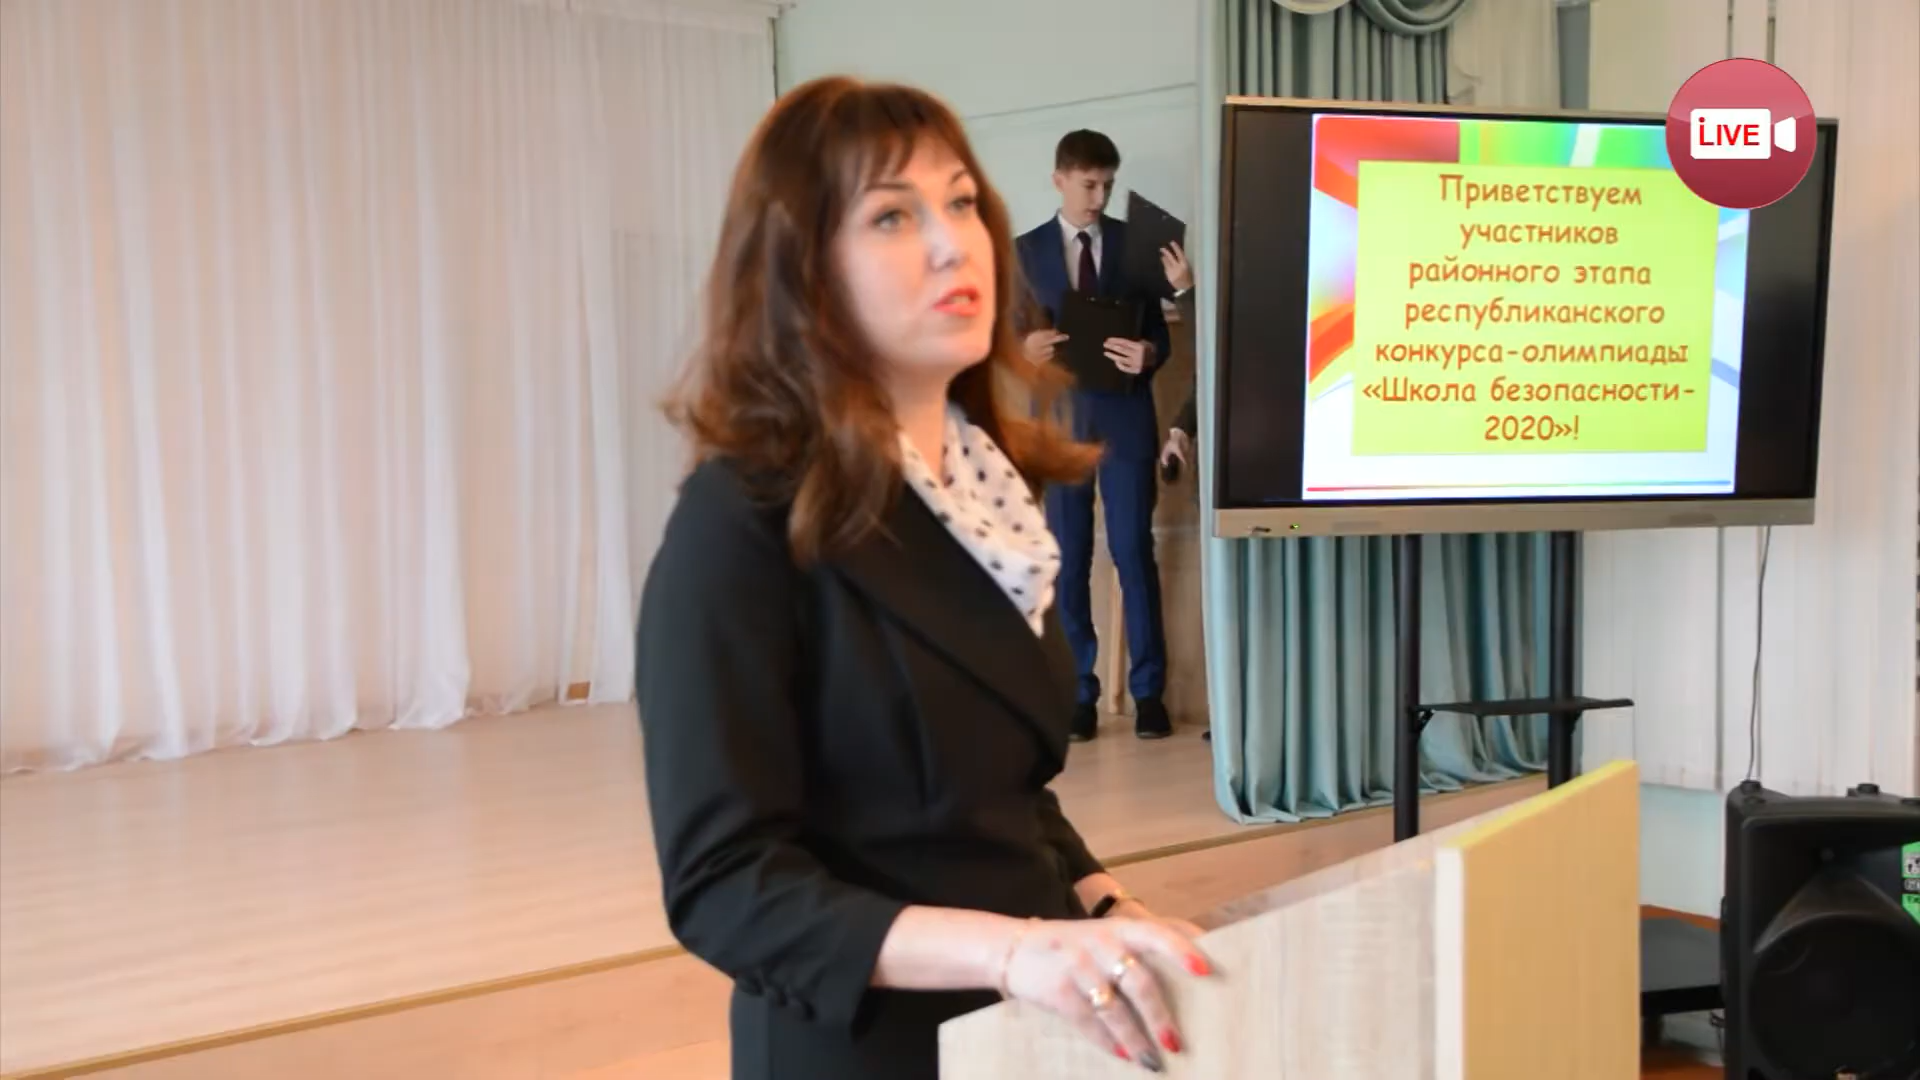 LIVE
Приветствуем
участников
районного этапа
республиканского
конкурса-олимпиады
«Школа безопасности-
2020»!